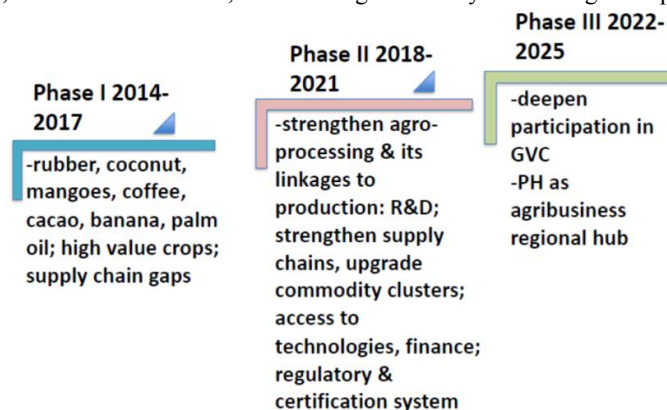 Phase I 2014-
2017
-rubber, coconut,
mangoes, coffee,
cacao, banana, palm
oil; high value crops;
supply chain gaps
Phase II 2018-
2021
-strengthen agro-
processing & its
linkages to
production: R&D;
strengthen supply
chains, upgrade
commodity clusters;
access to
technologies, finance;
regulatory &
certification system
Phase III 2022-
2025
-deepen
participation in
GVC
-PH as
agribusiness
regional hub